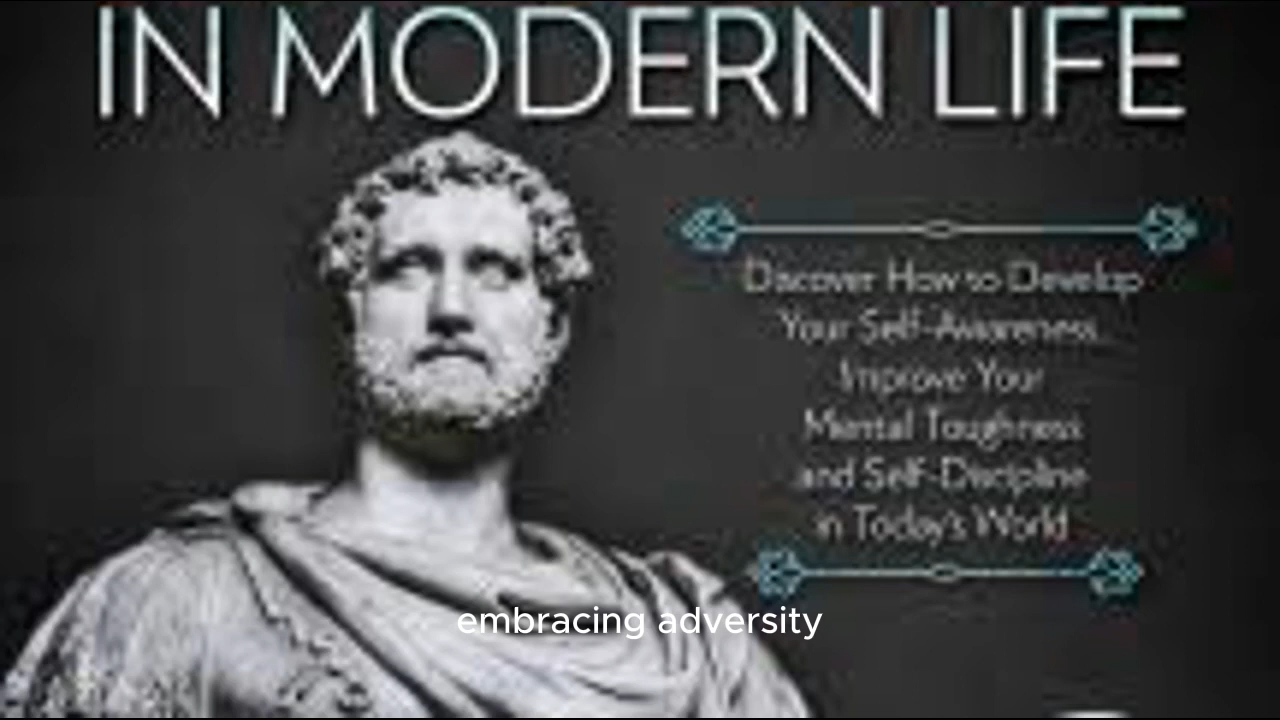 IN MODERN LIFE
Discover How to Develop
Your Self-Awareness,
Improve Your
Mental Toughness
and Self-Discipline
in Today's World
embracing adversity